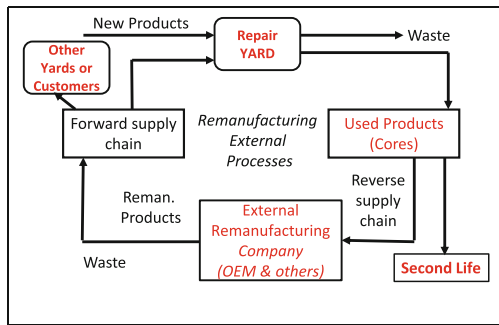 New Products
Repair
YARD
Waste
Other
Yards or
Customers
Forward supply
chain
Remanufacturing
External
Processes
Used Products
(Cores)
Reverse
supply
chain
Reman.
Products
External
Remanufacturing
Company
(OEM & others)
Waste
Second Life